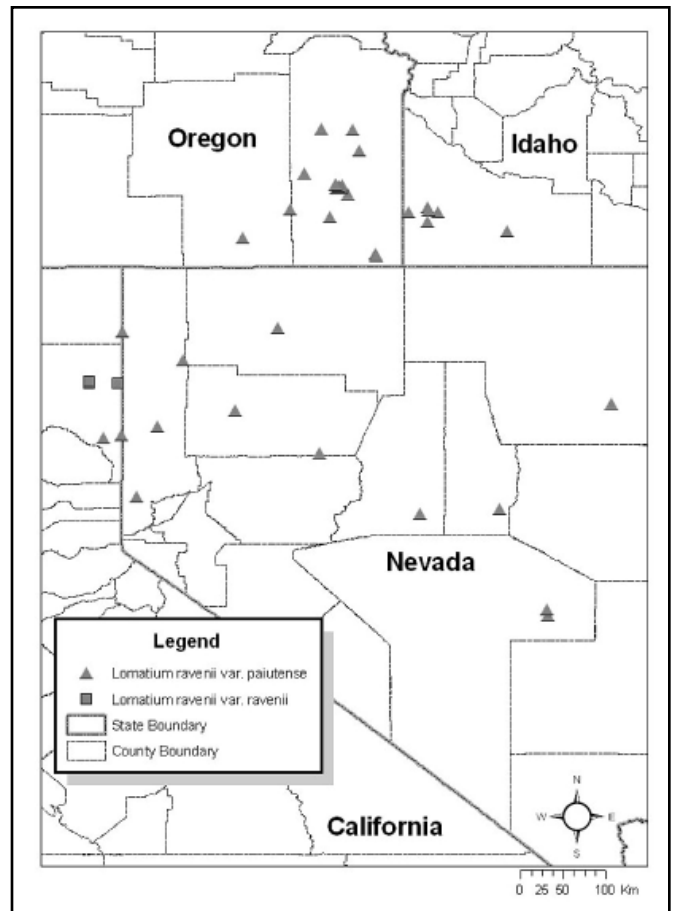 Oregon
Idaho
Nevada
Legend
Lomatium ravenii var. paiutense
Lomatium ravenii var. ravenii
State Boundary
County Boundary
California
N
W E
S
0 25 50 100 Km